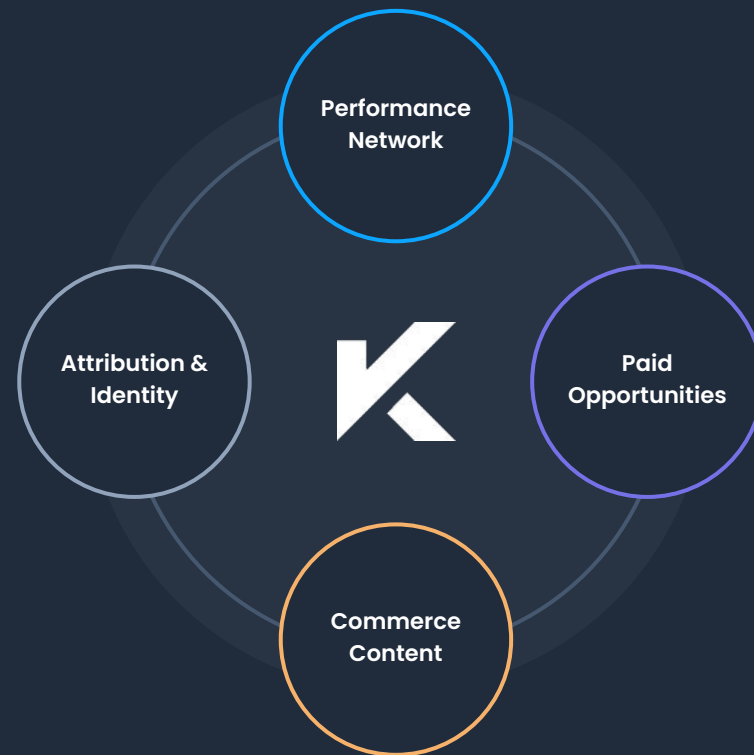 Performance
Network
Attribution &
Identity
Paid
Opportunities
Commerce
Content